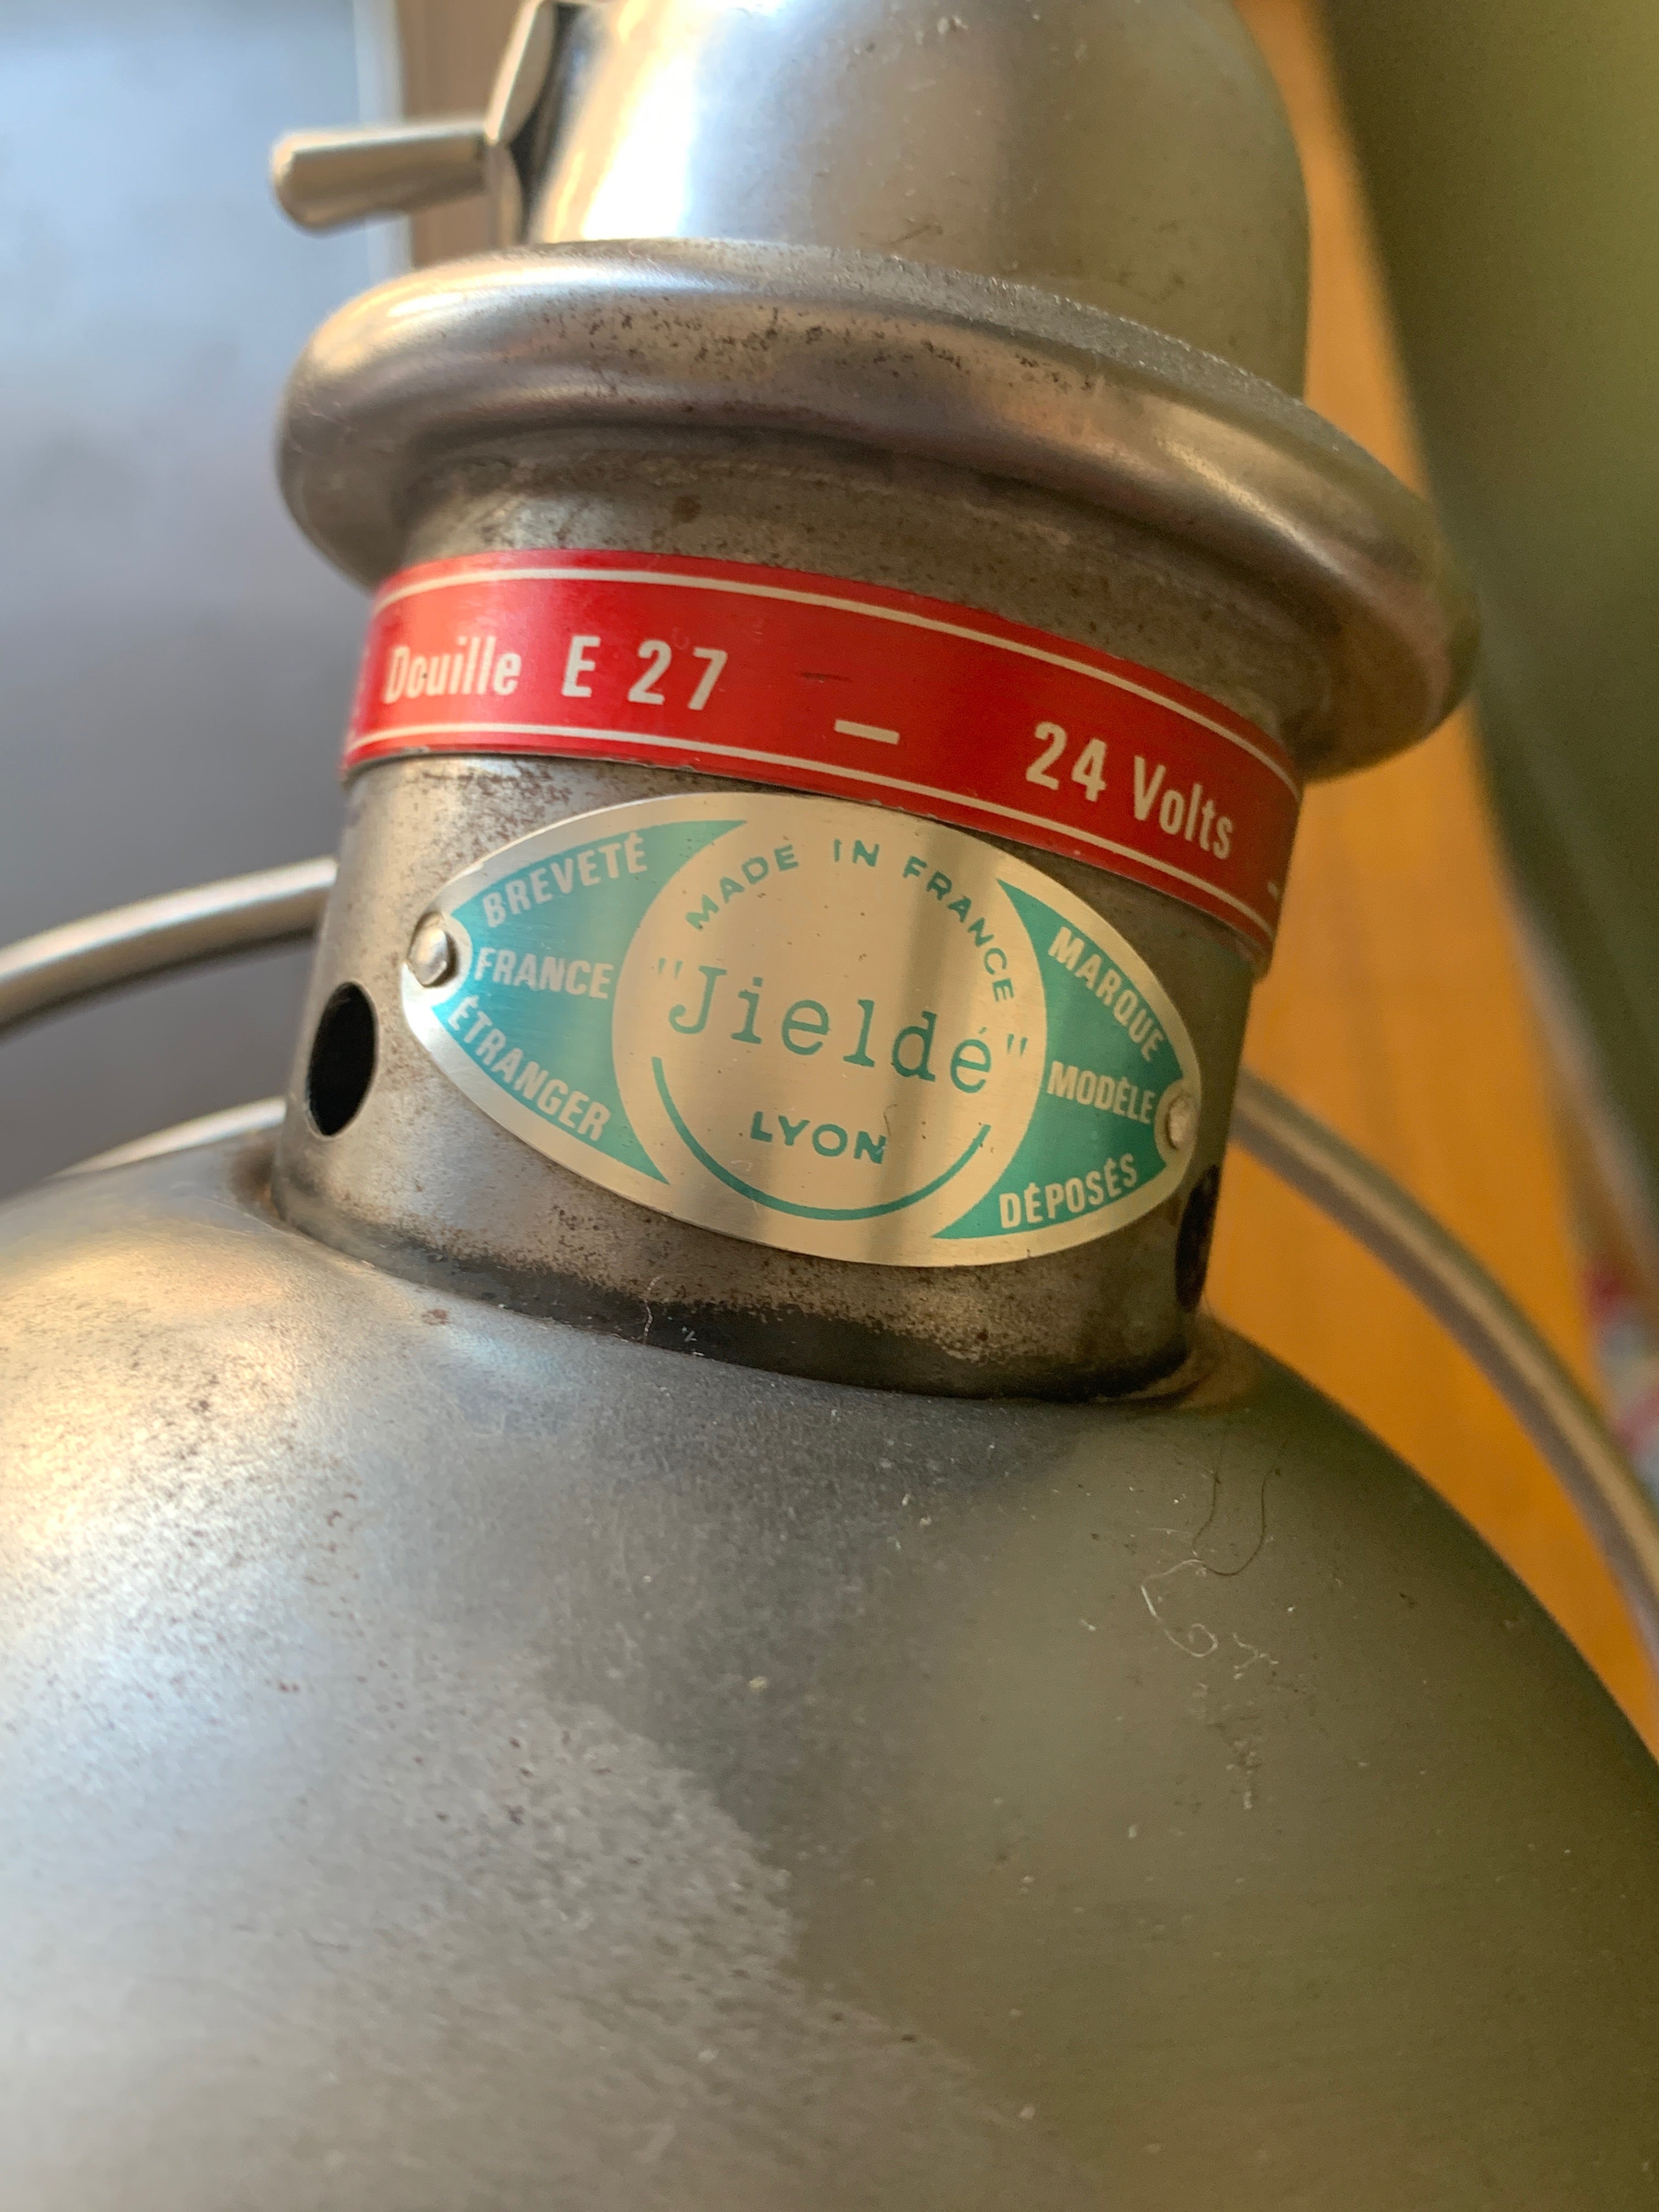 Douille E 27 — 24 Volts -
BREVETÉ
FRANCE
ÉTRANGER
MADE IN FRANCE
"Jieldé"
LYON
MARQUE
MODÈLE
DÉPOSÉS